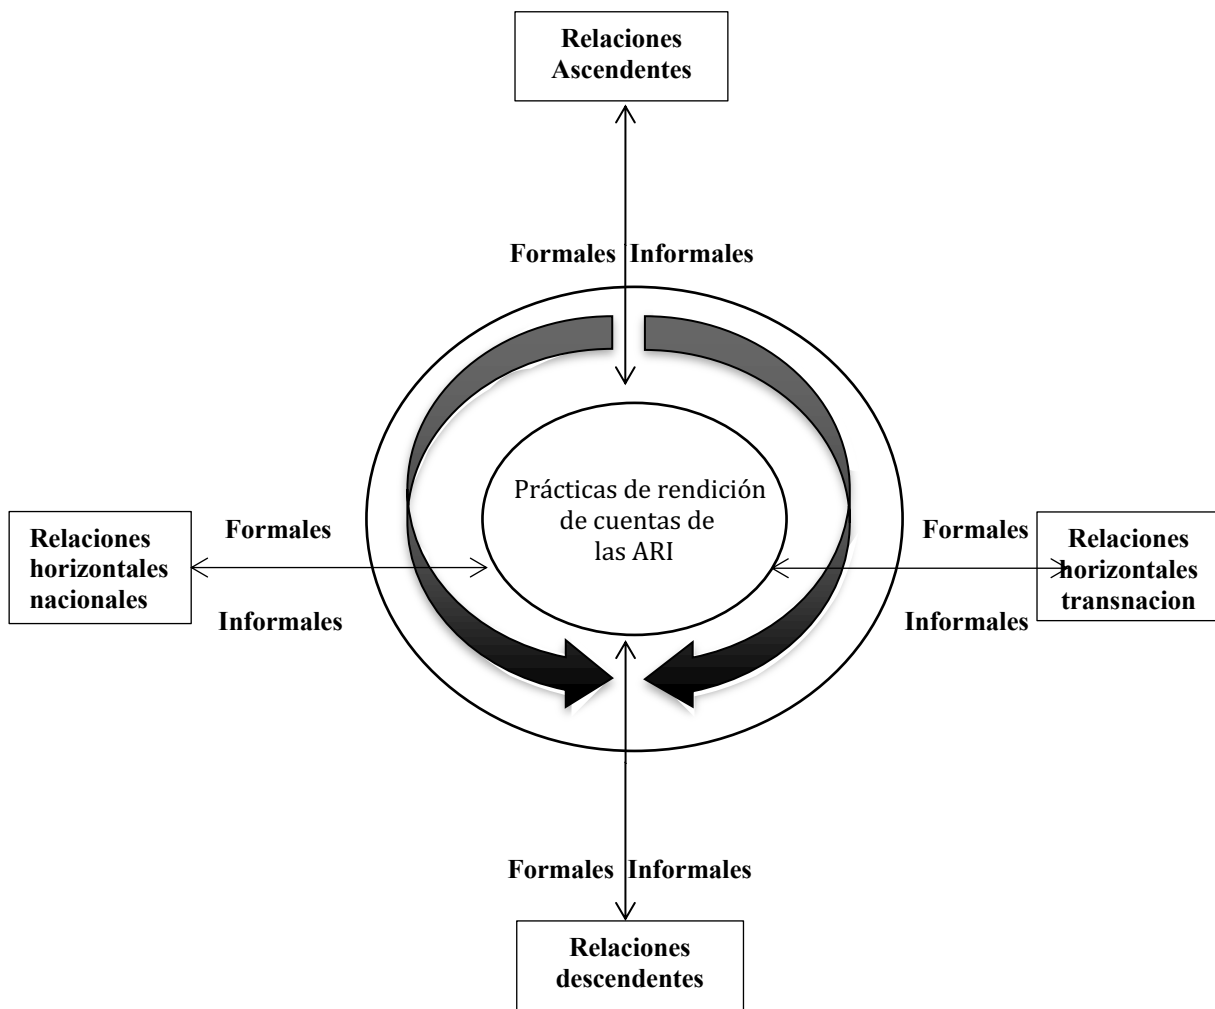 Relaciones
Ascendentes
Formales Informales
Prácticas de rendición
de cuentas de
las ARI
Relaciones
horizontales
nacionales
Formales
Informales
Formales
Informales
Relaciones
horizontales
transnacion
Formales Informales
Relaciones
descendentes